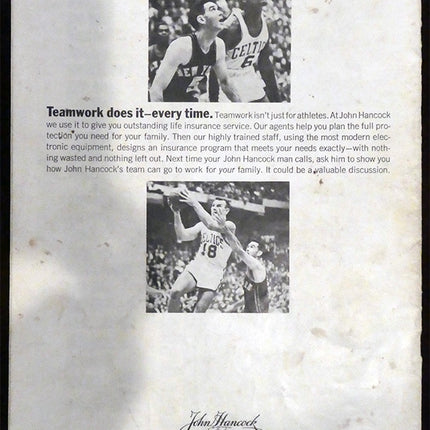 NEW YORK
CELTICS
6
Teamwork does it—every time. Teamwork isn't just for athletes. At John Hancock
we use it to give you outstanding life insurance service. Our agents help you plan the full pro-
tection you need for your family. Then our highly trained staff, using the most modern elec-
tronic equipment, designs an insurance program that meets your needs exactly—with noth-
ing wasted and nothing left out. Next time your John Hancock man calls, ask him to show you
how John Hancock's team can go to work for your family. It could be a valuable discussion.
CELTICS
18
John Hancock